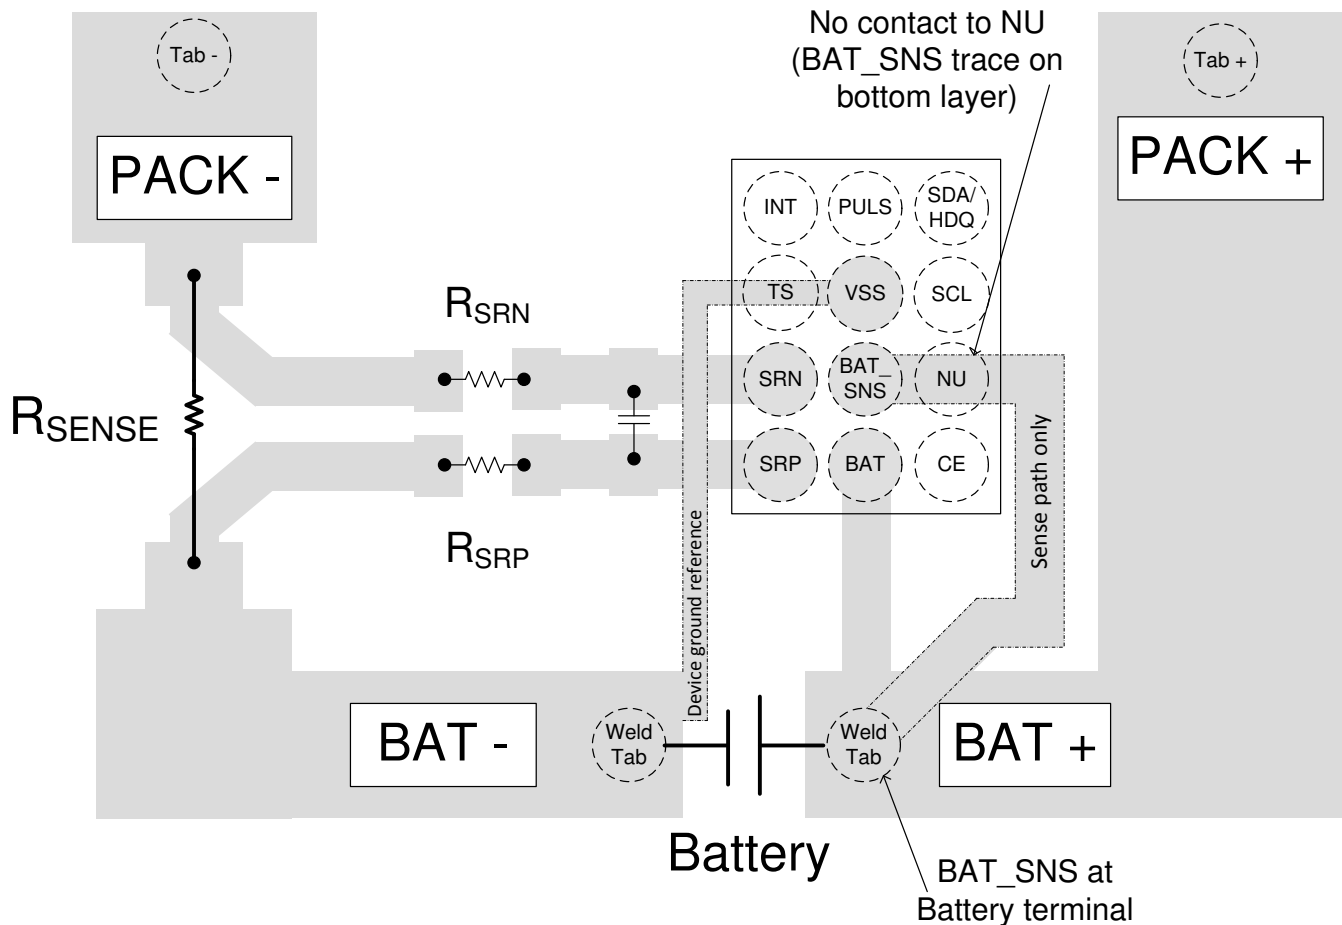 No contact to NU
(BAT_SNS trace on
bottom layer)
Tab -
Tab +
PACK -
PACK +
INT
PULS
SDA/
HDQ
TS
VSS
SCL
RSRN
SRN
BAT_
SNS
NU
RSENSE
SRP
BAT
CE
RSRP
Device ground reference
Sense path only
BAT -
Weld
Tab
Weld
Tab
BAT +
Battery
BAT_SNS at
Battery terminal